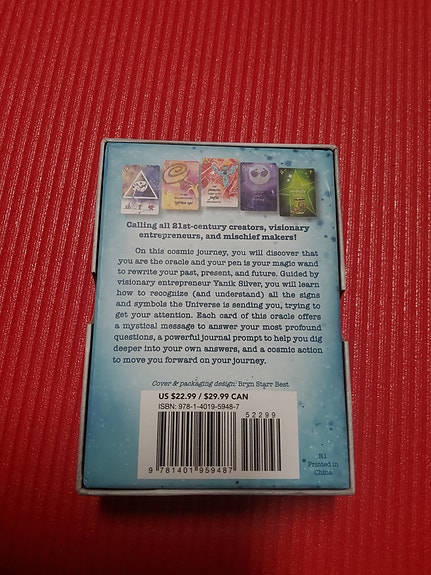 Calling all 21st-century creators, visionary
entrepreneurs, and mischief makers!
On this cosmic journey, you will discover that
you are the oracle and your pen is your magic wand
to rewrite your past, present, and future. Guided by
visionary entrepreneur Yanik Silver, you will learn
how to recognize (and understand) all the signs
and symbols the Universe is sending you, trying to
get your attention. Each card of this oracle offers
a mystical message to answer your most profound
questions, a powerful journal prompt to help you dig
deeper into your own answers, and a cosmic action
to move you forward on your journey.
Cover & packaging design: Bryn Starr Best
US $22.99 / $29.99 CAN
ISBN: 978-1-4019-5948-7
52299
9 781401 959487
R1
Printed in
China